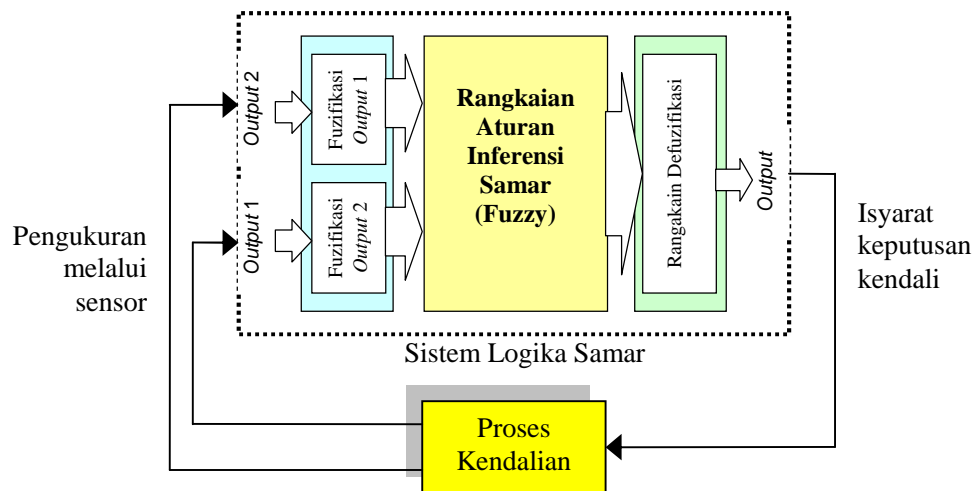 Output 2
Fuzifikasi
Output 1
Rangkaian
Aturan
Inferensi
Samar
(Fuzzy)
Rangakain Defuzifikasi
Output
Output 1
Fuzifikasi
Output 2
Pengukuran
melalui
sensor
Isyarat
keputusan
kendali
Sistem Logika Samar
Proses
Kendalian